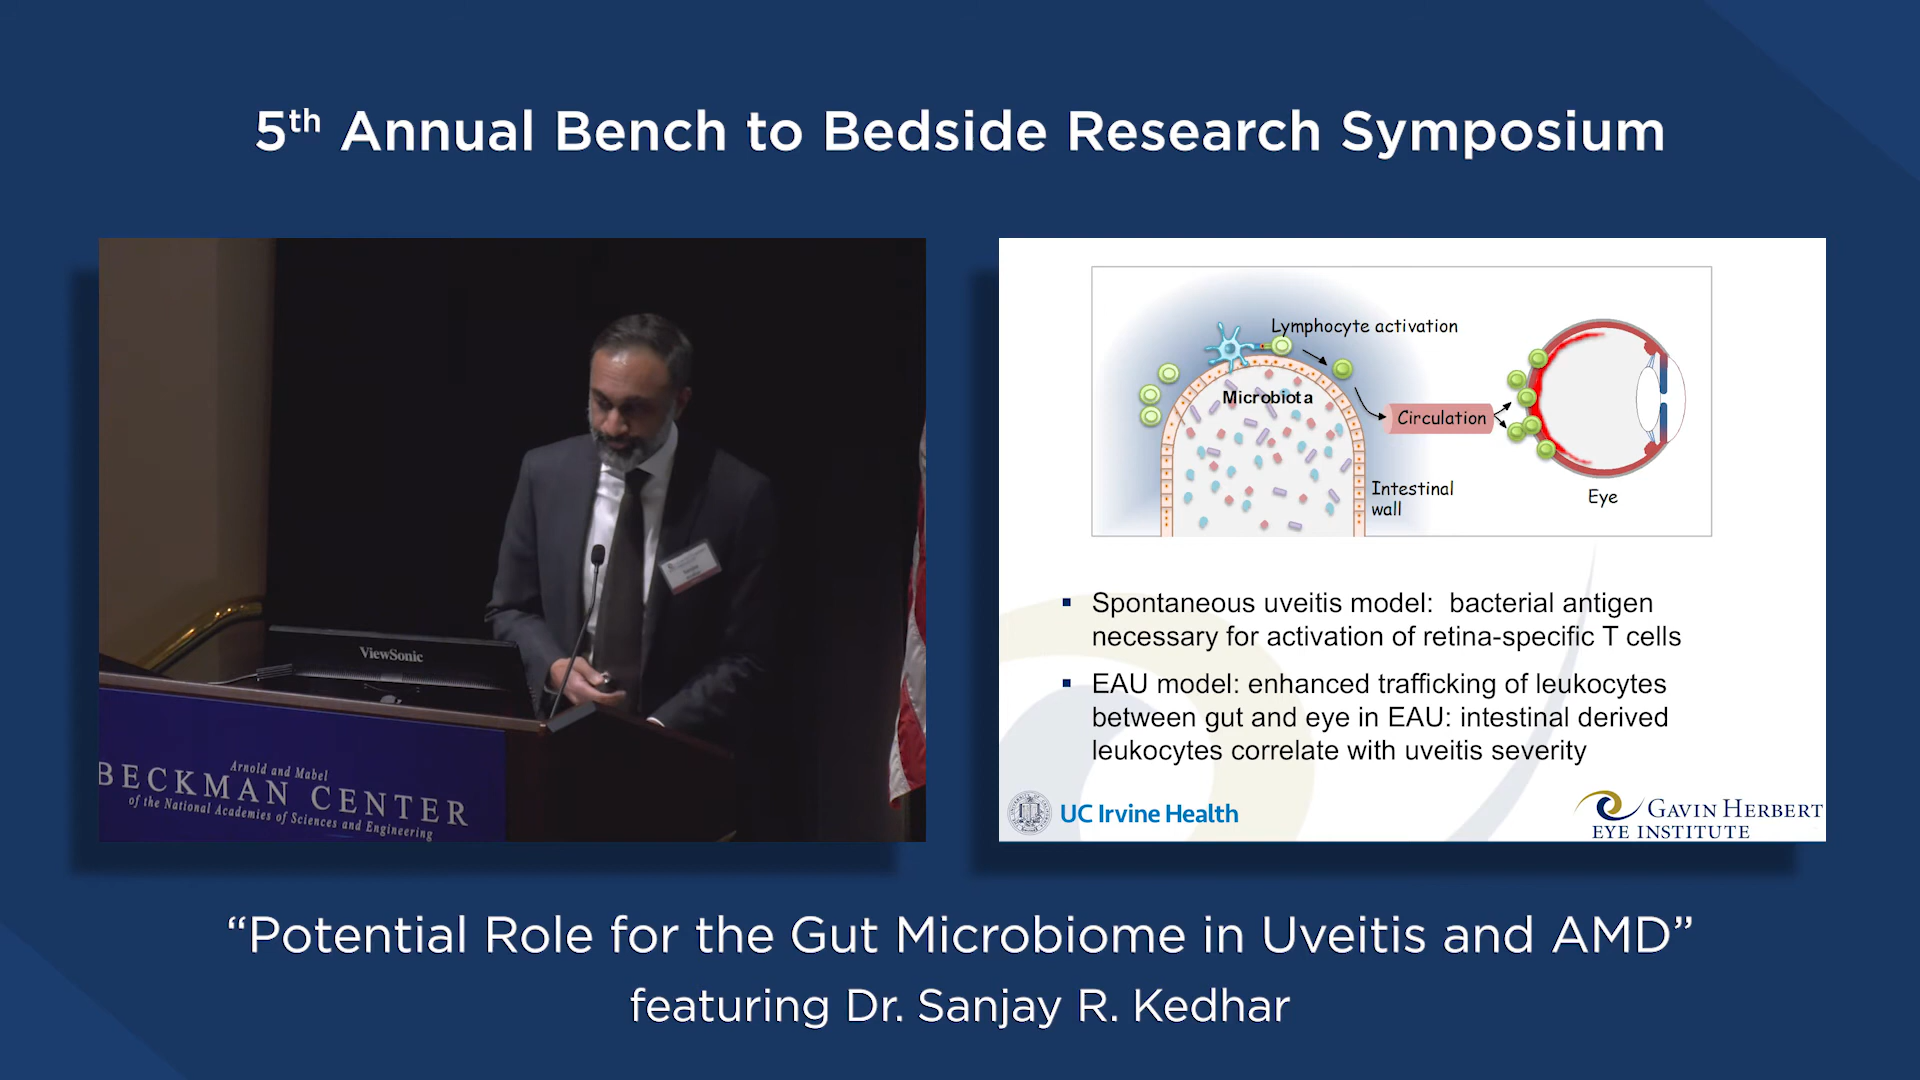 5th Annual Bench to Bedside Research Symposium
ViewSonic
Arnold and Mabel
BECKMAN CENTER
of the National Academies of Sciences and Engineering
Lymphocyte activation
Microbiota
Circulation
Intestinal
wall
Eye
▪ Spontaneous uveitis model: bacterial antigen
necessary for activation of retina-specific T cells
▪ EAU model: enhanced trafficking of leukocytes
between gut and eye in EAU: intestinal derived
leukocytes correlate with uveitis severity
UC Irvine Health
GAVIN HERBERT
EYE INSTITUTE
“Potential Role for the Gut Microbiome in Uveitis and AMD”
featuring Dr. Sanjay R. Kedhar